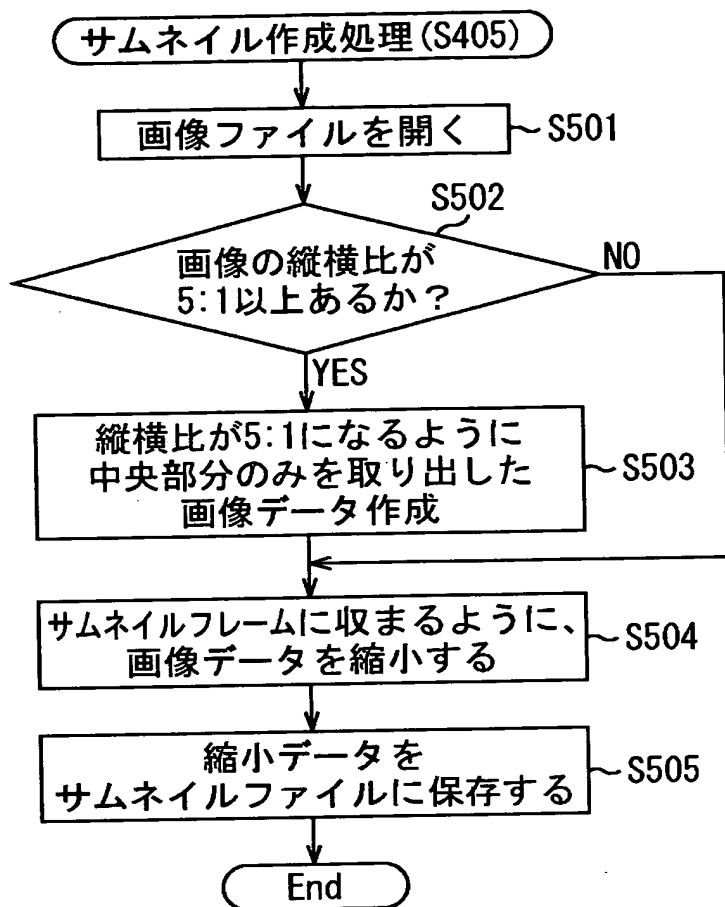 サムネイル作成処理(S405)
画像ファイルを開く
S501
S502
画像の縦横比が
5:1以上あるか？
NO
YES
縦横比が5:1になるように
中央部分のみを取り出した
画像データ作成
S503
サムネイルフレームに収まるように、
画像データを縮小する
S504
縮小データを
サムネイルファイルに保存する
S505
End